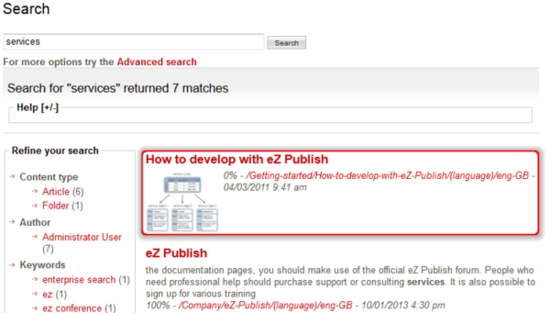 Search
services
Search
For more options try the Advanced search
Search for "services" returned 7 matches
Help [+/-]
Refine your search
Content type
Article (6)
Folder (1)
Author
Administrator User
(7)
Keywords
enterprise search (1)
ez (1)
ez conference (1)
How to develop with eZ Publish
0% - /Getting-started/How-to-develop-with-eZ-Publish/(language)/eng-GB -
04/03/2011 9:41 am
eZ Publish
the documentation pages, you should make use of the official eZ Publish forum. People who
need professional help should purchase support or consulting services. It is also possible to
sign up for various training
100% - /Company/eZ-Publish/(language)/eng-GB - 10/01/2013 4:30 pm